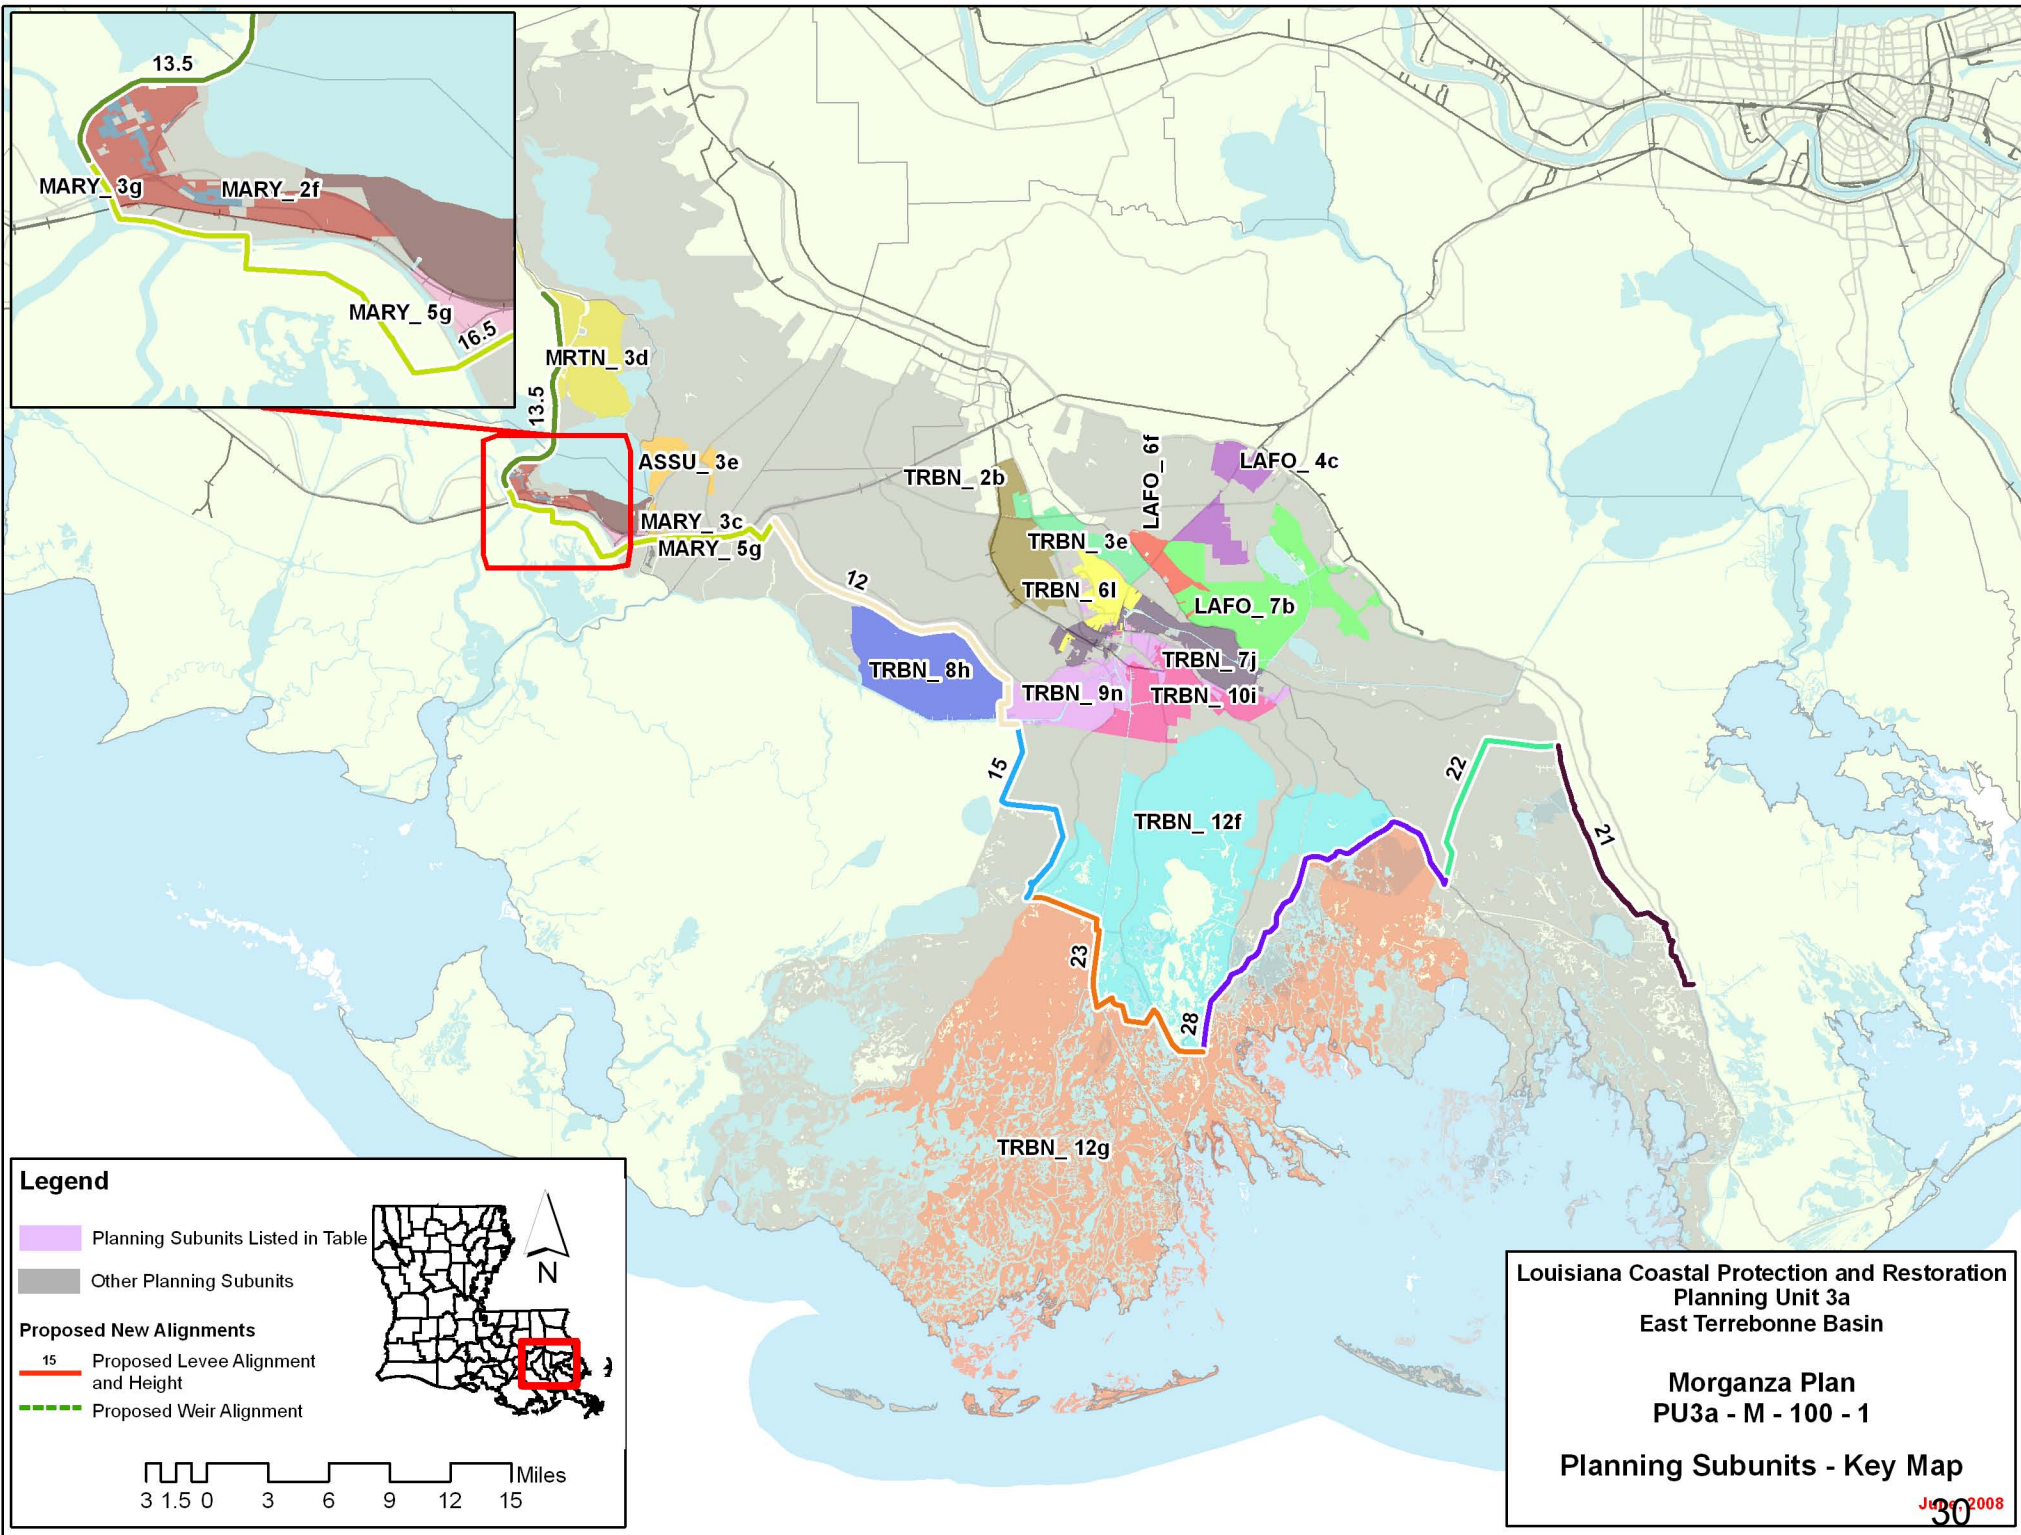 13.5
MARY_ 3g
MARY_ 2f
MARY_ 5g
16.5
MRTN_ 3d
13.5
ASSU_ 3e
MARY_ 3c
MARY_ 5g
12
TRBN_ 2b
LAFO_ 6f
LAFO_ 4c
TRBN_ 3e
TRBN_ 6l
LAFO_ 7b
TRBN_ 8h
TRBN_ 7j
TRBN_ 9n
TRBN_ 10i
15
22
TRBN_ 12f
21
23
28
TRBN_ 12g
Legend
Planning Subunits Listed in Table
Other Planning Subunits
Proposed New Alignments
15
Proposed Levee Alignment
and Height
Proposed Weir Alignment
N
Miles
3 1.5 0 3 6 9 12 15
Louisiana Coastal Protection and Restoration
Planning Unit 3a
East Terrebonne Basin
Morganza Plan
PU3a - M - 100 - 1
Planning Subunits - Key Map
June, 2008
30